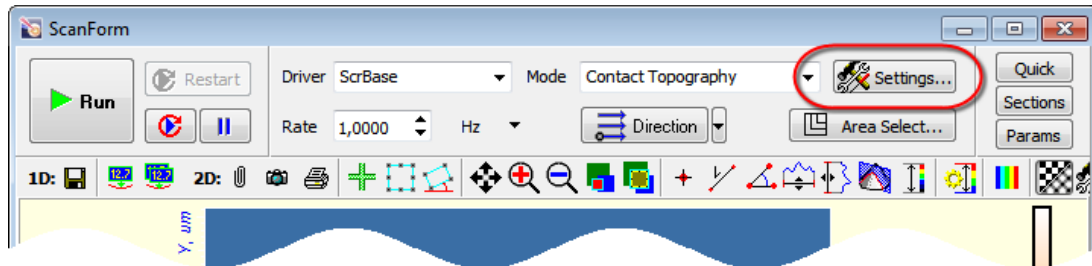 ScanForm
Run
Restart
Driver ScrBase Mode Contact Topography Settings...
Rate 1,0000 Hz Direction Area Select...
Quick
Sections
Params
1D: 12.7 12.7 2D:
Y, um